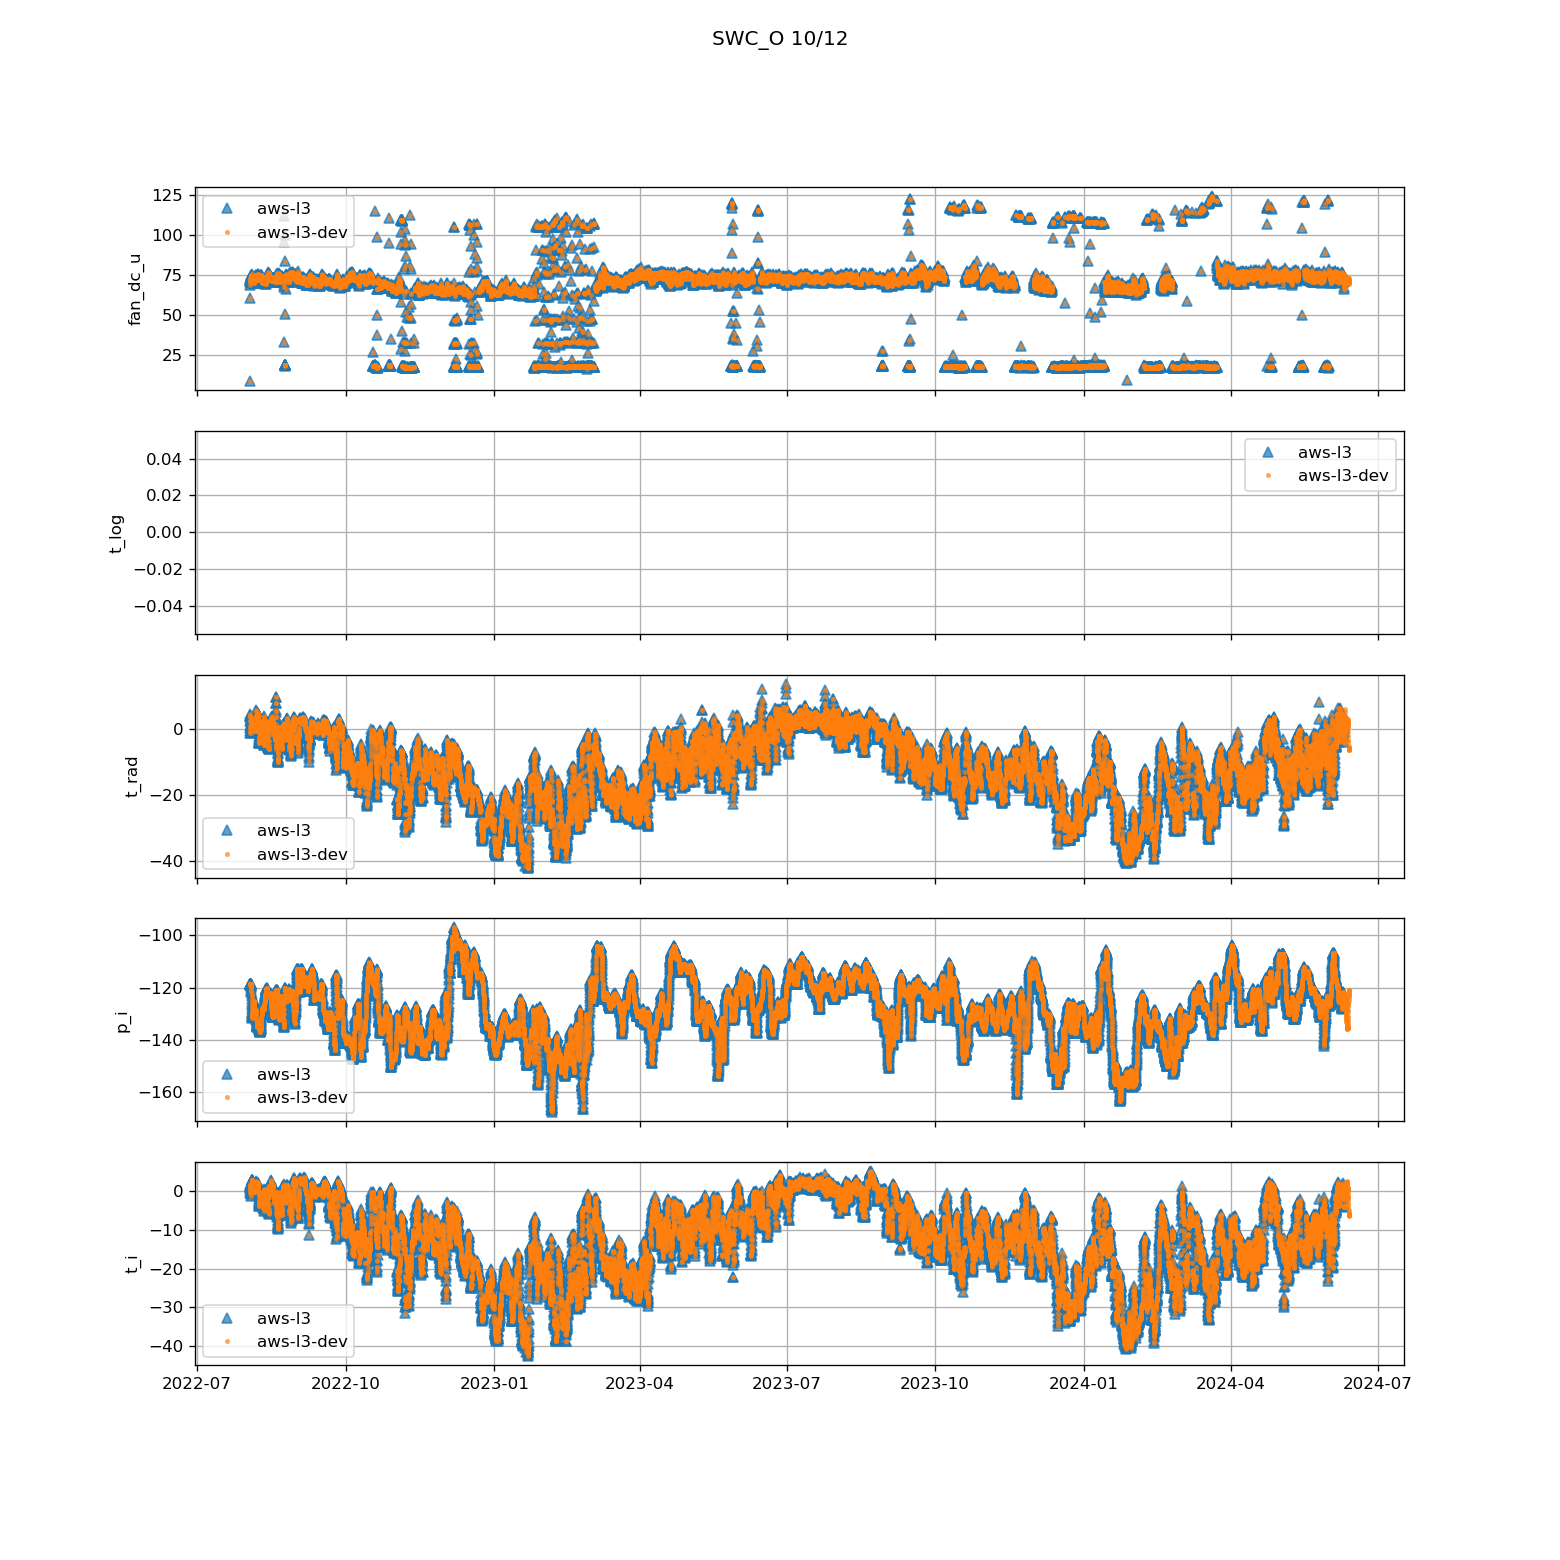 SWC_O 10/12
125
100
75
50
25
fan_dc_u
aws-l3
aws-l3-dev
0.04
0.02
0.00
−0.02
−0.04
t_log
aws-l3
aws-l3-dev
0
−20
−40
t_rad
aws-l3
aws-l3-dev
−100
−120
−140
−160
p_i
aws-l3
aws-l3-dev
0
−10
−20
−30
−40
t_i
aws-l3
aws-l3-dev
2022-07 2022-10 2023-01 2023-04 2023-07 2023-10 2024-01 2024-04 2024-07